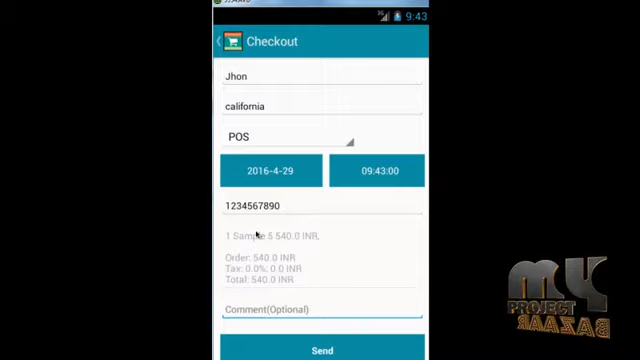 9:43
Checkout
Jhon
california
POS
2016-4-29
09:43:00
1234567890
1 Sample 5 540.0 INR,
Order: 540.0 INR
Tax: 0.0%: 0.0 INR
Total: 540.0 INR
Comment(Optional)
Send
MY
PROJECT
BAZAAR